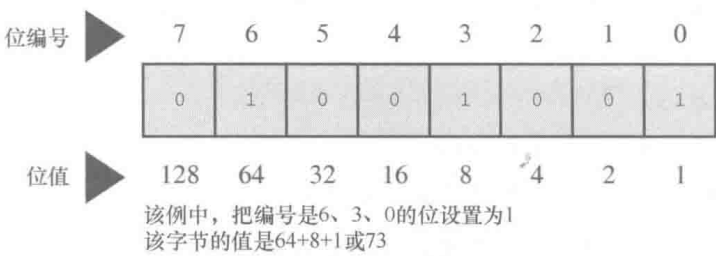 位编号 7 6 5 4 3 2 1 0
0 1 0 0 1 0 0 1
位值 128 64 32 16 8 4 2 1
该例中，把编号是6、3、0的位设置为1
该字节的值是64+8+1或73